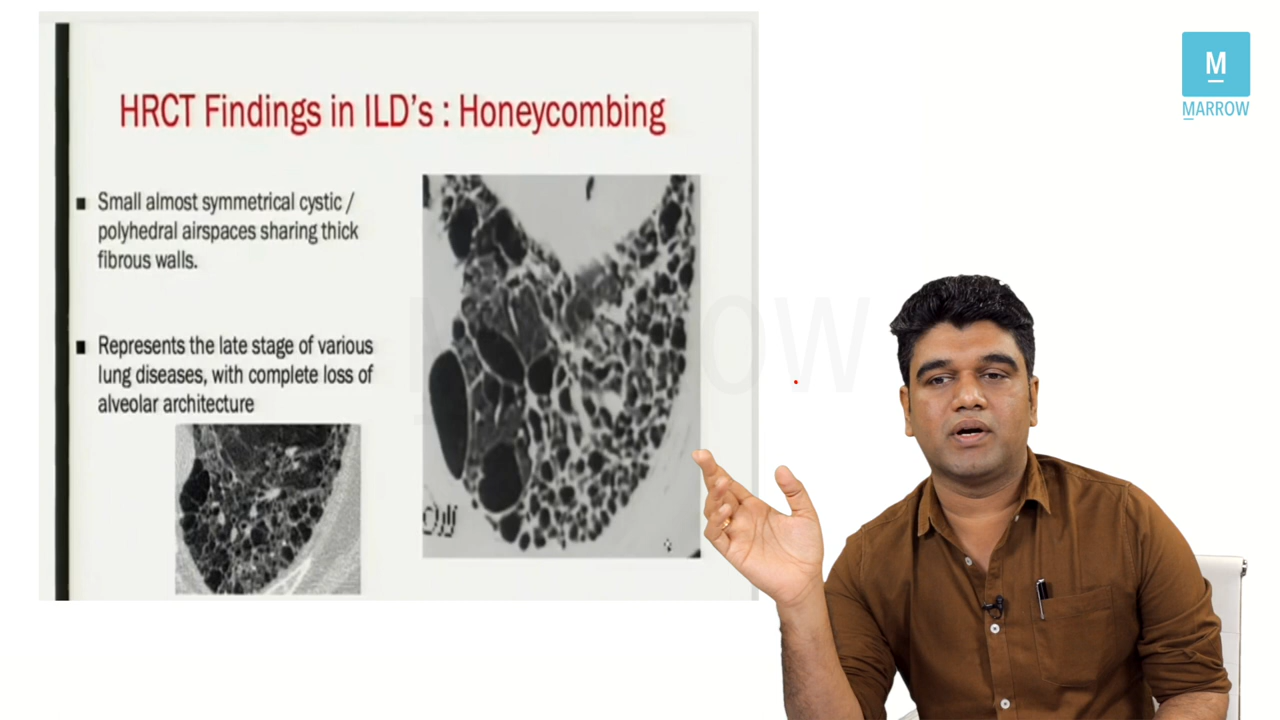 HRCT Findings in ILD's : Honeycombing
Small almost symmetrical cystic /
polyhedral airspaces sharing thick
fibrous walls.
Represents the late stage of various
lung diseases, with complete loss of
alveolar architecture
M
MARROW